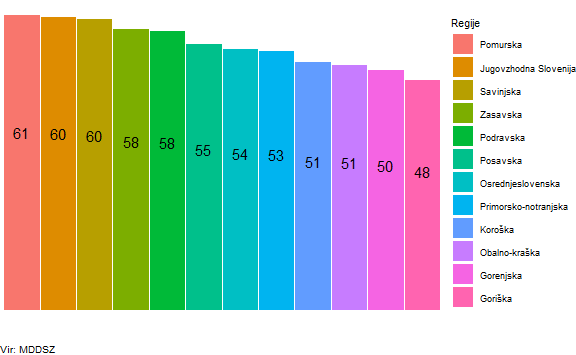 61
60
60
58
58
55
54
53
51
51
50
48
Regije
Pomurska
Jugovzhodna Slovenija
Savinjska
Zasavska
Podravska
Posavska
Osrednjeslovenska
Primorsko-notranjska
Koroška
Obalno-kraška
Gorenjska
Goriška
Vir: MDDSZ